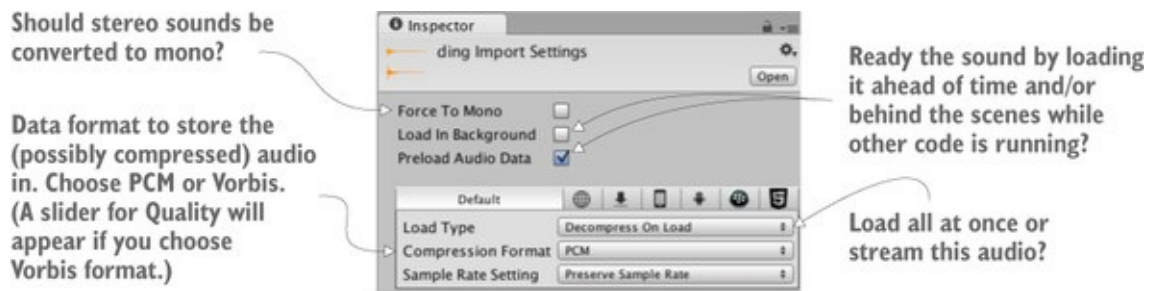 Should stereo sounds be
converted to mono?
Data format to store the
(possibly compressed) audio
in. Choose PCM or Vorbis.
(A slider for Quality will
appear if you choose
Vorbis format.)
Inspector
ding Import Settings
Open
Force To Mono
Load In Background
Preload Audio Data
Default
Load Type Decompress On Load
Compression Format PCM
Sample Rate Setting Preserve Sample Rate
Ready the sound by loading
it ahead of time and/or
behind the scenes while
other code is running?
Load all at once or
stream this audio?